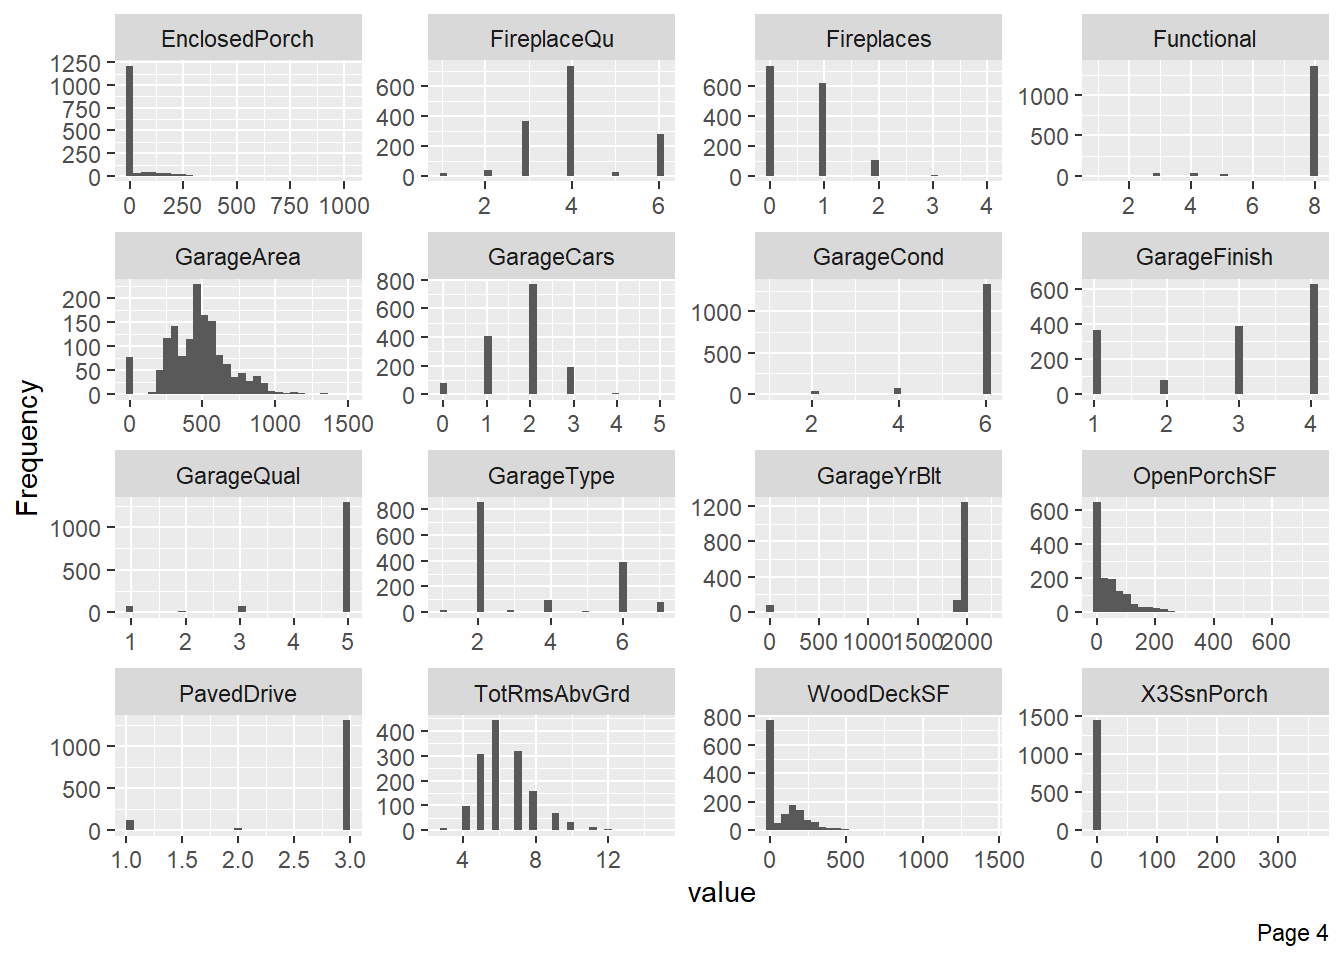 EnclosedPorch
FireplaceQu
Fireplaces
Functional
1250
1000
750
500
250
0
0 250 500 750 1000
600
400
200
0
2 4 6
600
400
200
0
0 1 2 3 4
1000
500
0
2 4 6 8
GarageArea
GarageCars
GarageCond
GarageFinish
200
150
100
50
0
0 500 1000 1500
800
600
400
200
0
0 1 2 3 4 5
1000
500
0
2 4 6
600
400
200
0
1 2 3 4
GarageQual
GarageType
GarageYrBlt
OpenPorchSF
1000
500
0
1 2 3 4 5
800
600
400
200
0
2 4 6
1200
800
400
0
0 500 1000 1500 2000
600
400
200
0
0 200 400 600
PavedDrive
TotRmsAbvGrd
WoodDeckSF
X3SsnPorch
1000
500
0
1.0 1.5 2.0 2.5 3.0
400
300
200
100
0
4 8 12
800
600
400
200
0
0 500 1000 1500
1500
1000
500
0
0 100 200 300
Frequency
value
Page 4